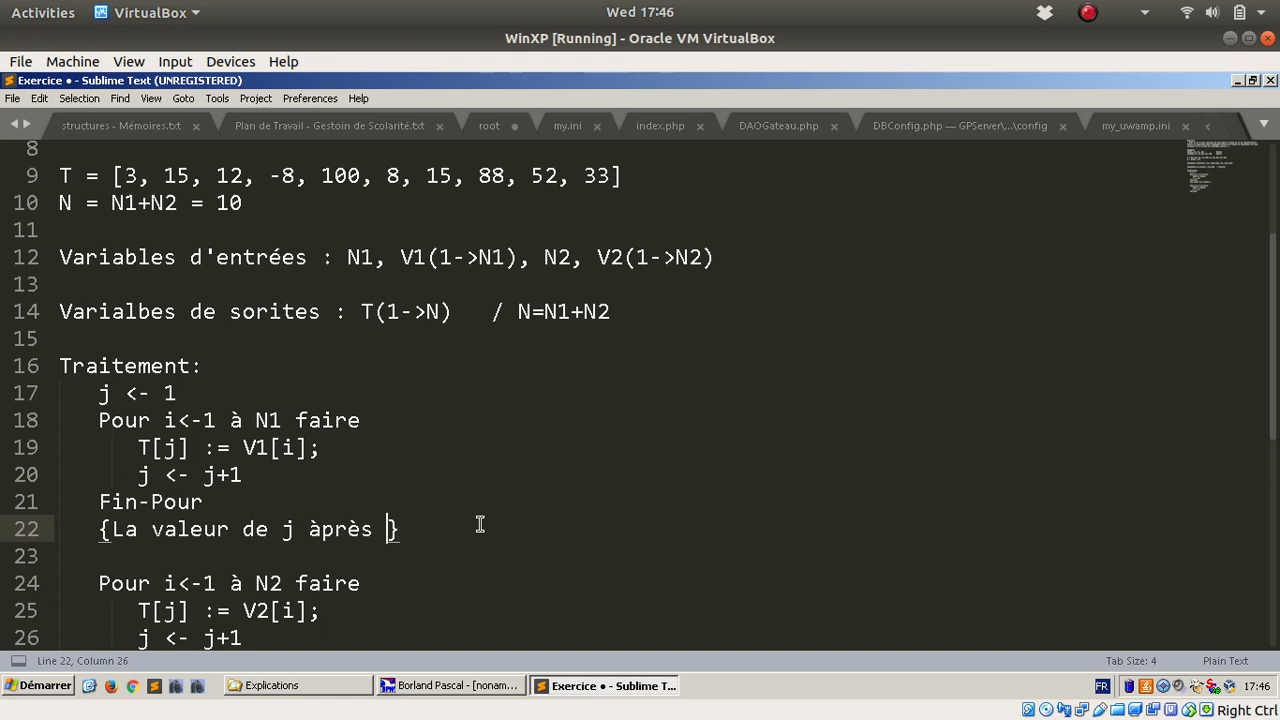 Activities VirtualBox Wed 17:46
WinXP [Running] - Oracle VM VirtualBox
File Machine View Input Devices Help
Exercice • - Sublime Text (UNREGISTERED)
File Edit Selection Find View Goto Tools Project Preferences Help
structures - Mémoires.txt × Plan de Travail - Gestoin de Scolarité.txt × root my.ini × index.php × DAOGateau.php × DBConfig.php — GPServer\...\config × my_uwamp.ini ×
8
9 T = [3, 15, 12, -8, 100, 8, 15, 88, 52, 33]
10 N = N1+N2 = 10
11
12 Variables d'entrées : N1, V1(1->N1), N2, V2(1->N2)
13
14 Varialbes de sorites : T(1->N) / N=N1+N2
15
16 Traitement:
17 j <- 1
18 Pour i<-1 à N1 faire
19 T[j] := V1[i];
20 j <- j+1
21 Fin-Pour
22 {La valeur de j àprès }
23
24 Pour i<-1 à N2 faire
25 T[j] := V2[i];
26 j <- j+1
Line 22, Column 26 Tab Size: 4 Plain Text
Démarrer Explications Borland Pascal - [nonam... Exercice • - Sublime T... FR 17:46
Right Ctrl